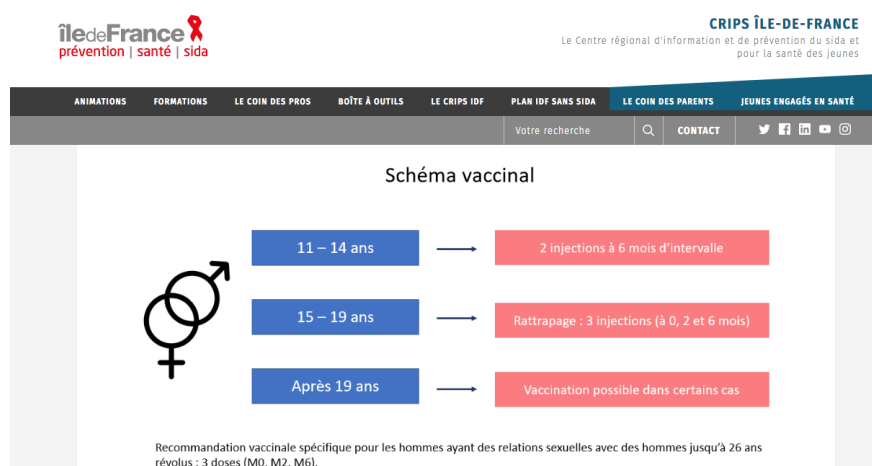 îledeFrance
prévention | santé | sida
CRIPS ÎLE-DE-FRANCE
Le Centre régional d'information et de prévention du sida et
pour la santé des jeunes
ANIMATIONS FORMATIONS LE COIN DES PROS BOÎTE À OUTILS LE CRIPS IDF PLAN IDF SANS SIDA LE COIN DES PARENTS JEUNES ENGAGÉS EN SANTÉ
Votre recherche CONTACT
Schéma vaccinal
11 – 14 ans
2 injections à 6 mois d'intervalle
15 – 19 ans
Rattrapage : 3 injections (à 0, 2 et 6 mois)
Après 19 ans
Vaccination possible dans certains cas
Recommandation vaccinale spécifique pour les hommes ayant des relations sexuelles avec des hommes jusqu'à 26 ans
révolus : 3 doses (M0, M2, M6).